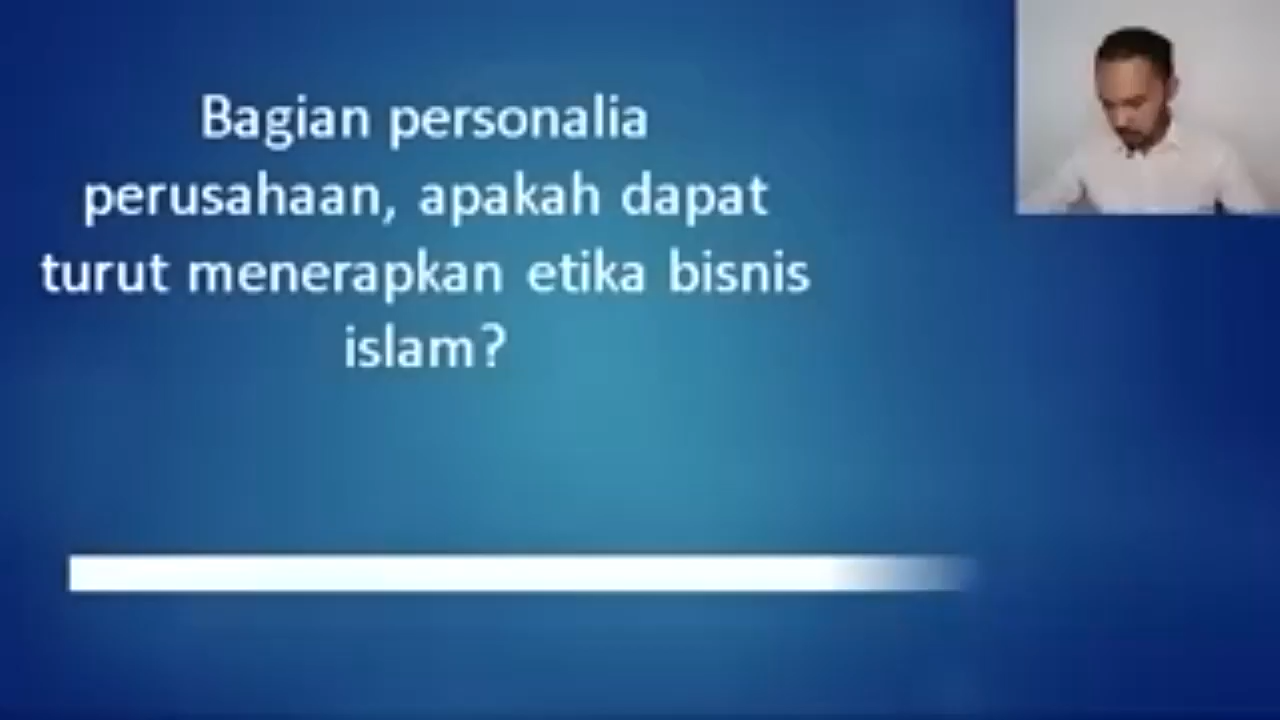 Bagian personalia
perusahaan, apakah dapat
turut menerapkan etika bisnis
islam?